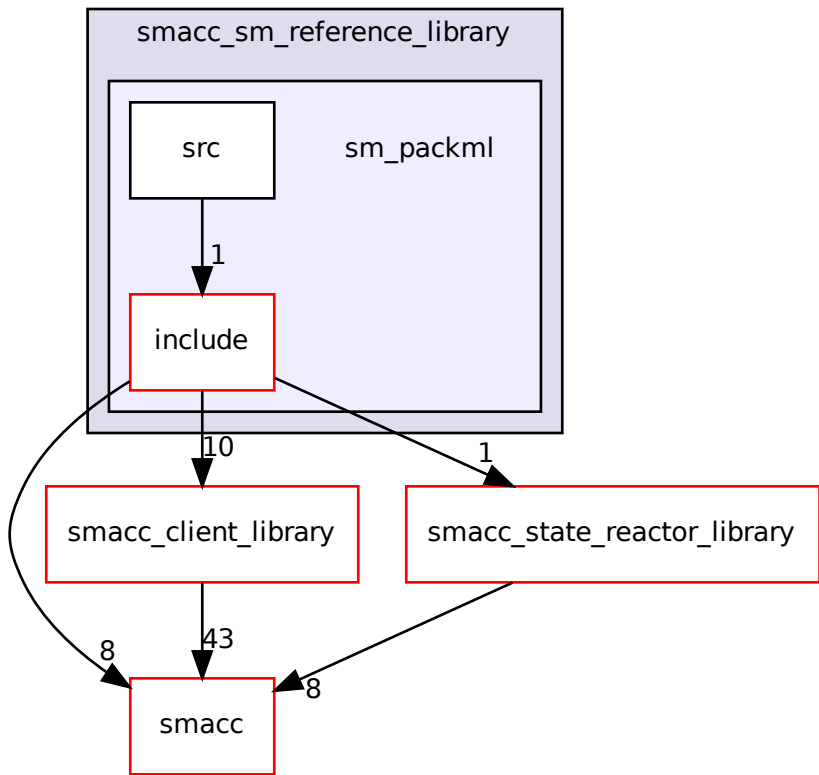 smacc_sm_reference_library
src
sm_packml
1
include
10
1
smacc_client_library
smacc_state_reactor_library
8
43
8
smacc